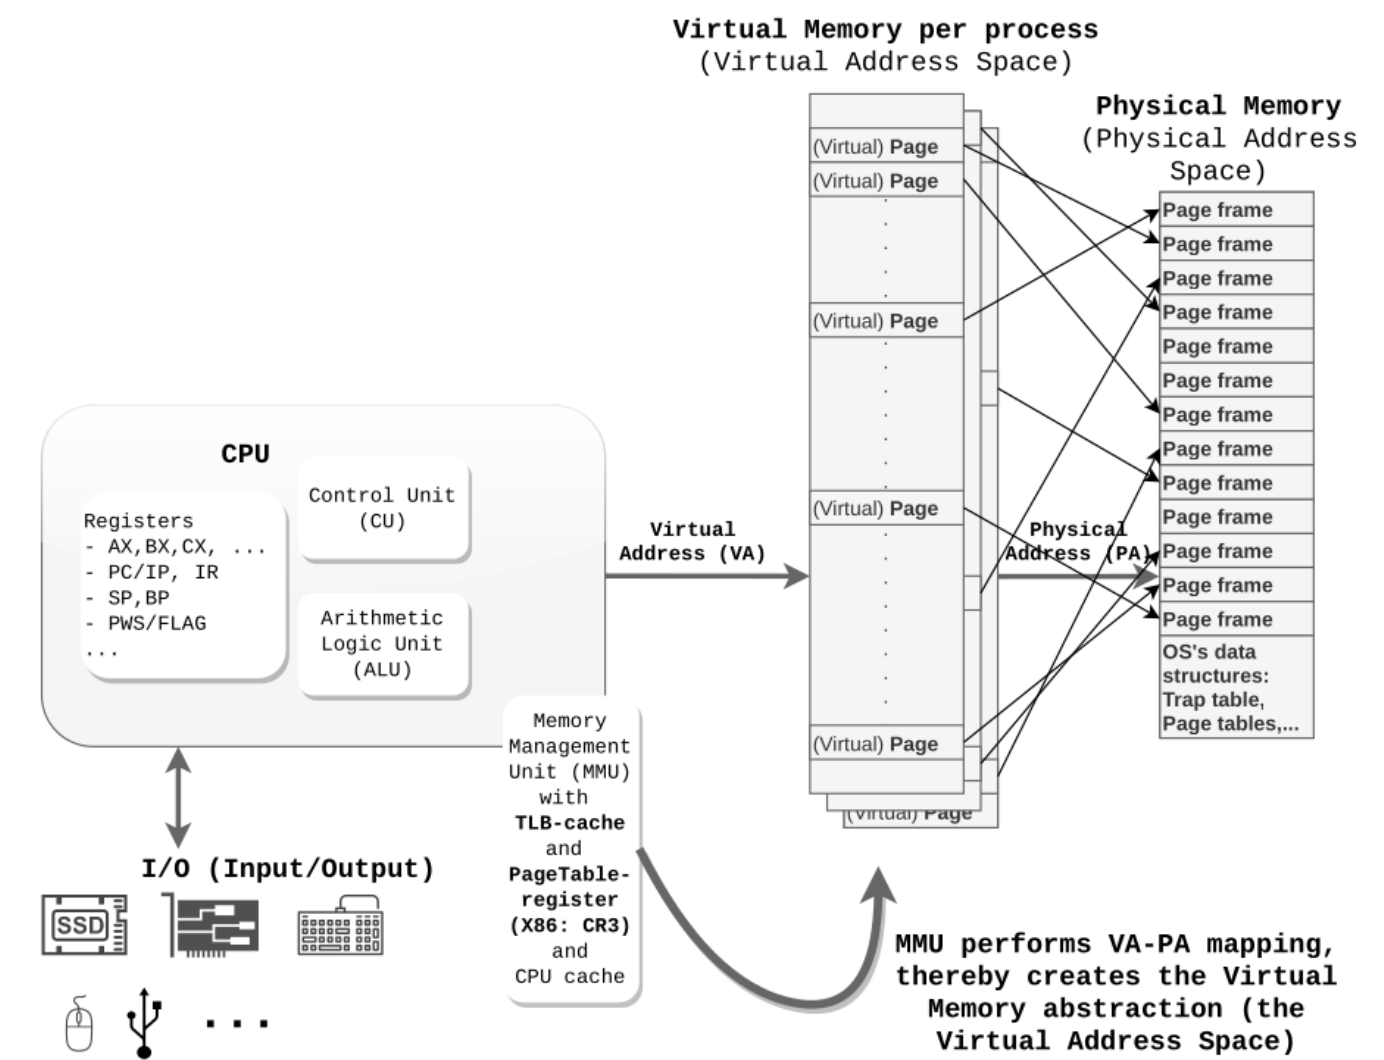 Virtual Memory per process
(Virtual Address Space)
Physical Memory
(Physical Address
Space)
(Virtual) Page
(Virtual) Page
(Virtual) Page
(Virtual) Page
(Virtual) Page
(Virtual) Page
Page frame
Page frame
Page frame
Page frame
Page frame
Page frame
Page frame
Page frame
Page frame
Page frame
Page frame
Page frame
Page frame
OS's data
structures:
Trap table,
Page tables,...
CPU
Registers
- AX,BX,CX, ...
- PC/IP, IR
- SP,BP
- PWS/FLAG
...
Control Unit
(CU)
Arithmetic
Logic Unit
(ALU)
Virtual
Address (VA)
Physical
Address (PA)
Memory
Management
Unit (MMU)
with
TLB-cache
and
PageTable-
register
(X86: CR3)
and
CPU cache
I/O (Input/Output)
SSD
...
MMU performs VA-PA mapping,
thereby creates the Virtual
Memory abstraction (the
Virtual Address Space)